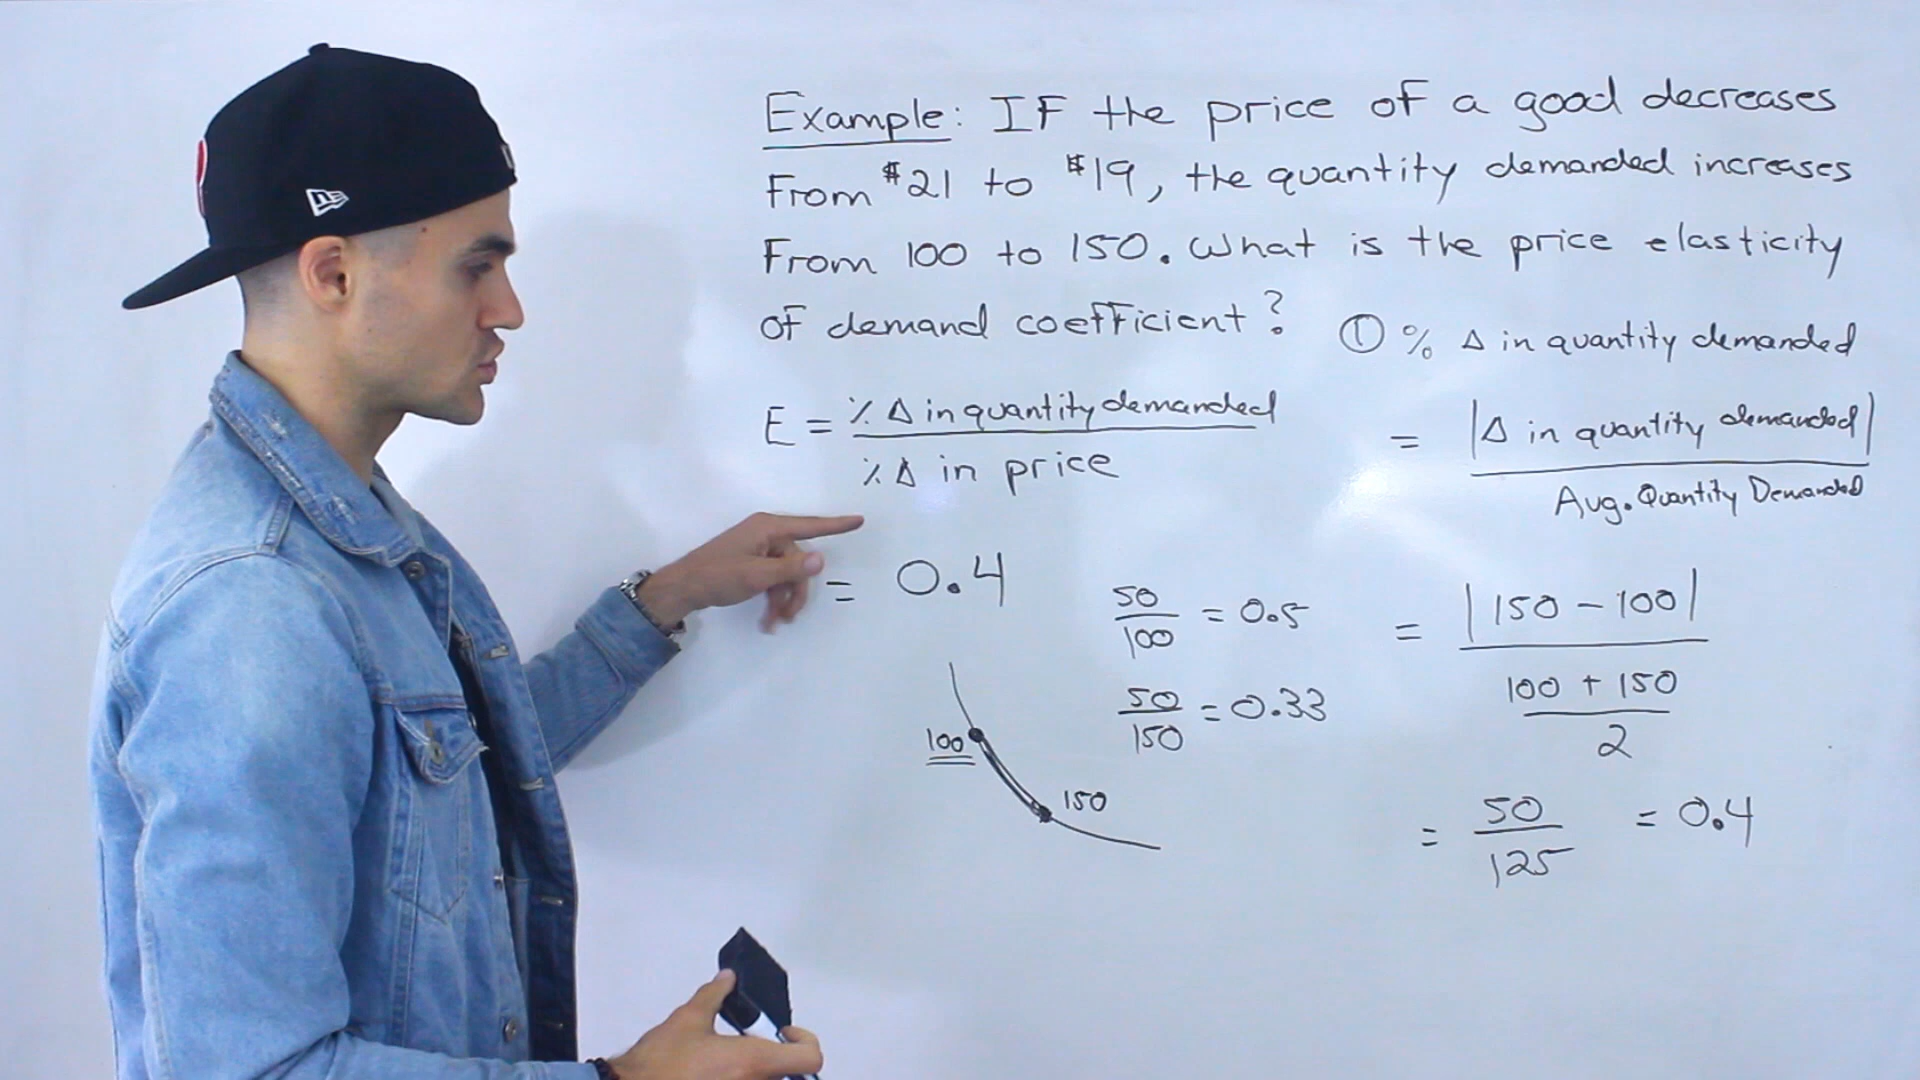 Example: IF the price of a good decreases
From $21 to $19, the quantity demanded increases
From 100 to 150. What is the price elasticity
of demand coefficient?
E = % Δ in quantity demanded
% Δ in price
= 0.4
50
100
= 0.5
50
150
= 0.33
100
150
① % Δ in quantity demanded
= |Δ in quantity demanded|
Avg. Quantity Demanded
= |150 - 100|
100 + 150
2
= 50
125
= 0.4